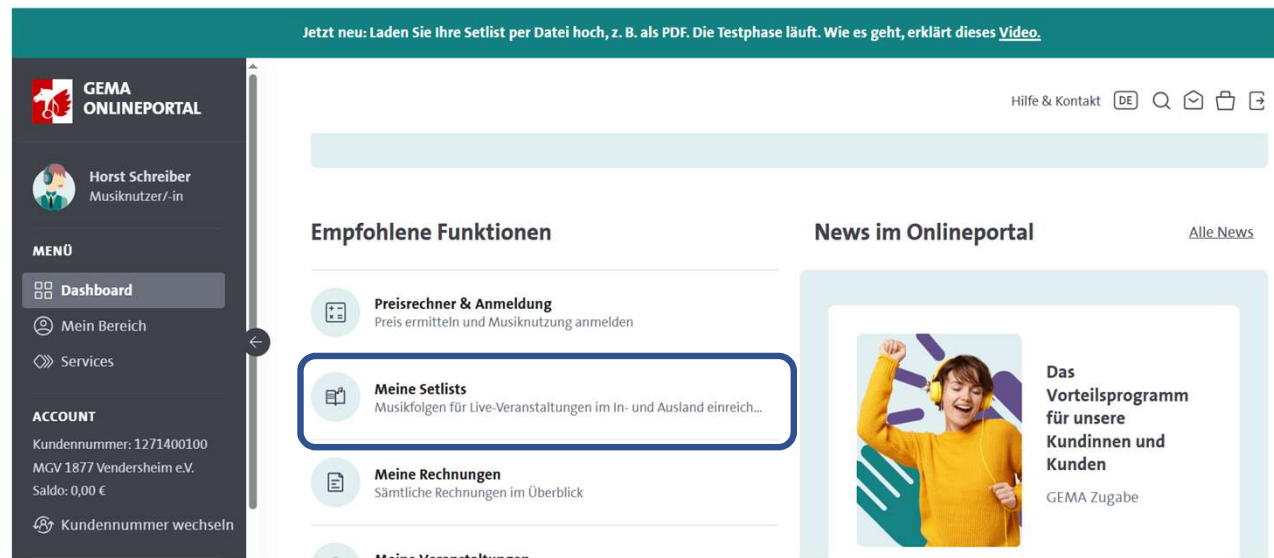 Jetzt neu: Laden Sie Ihre Setlist per Datei hoch, z. B. als PDF. Die Testphase läuft. Wie es geht, erklärt dieses Video.
GEMA
ONLINEPORTAL
Hilfe & Kontakt DE
Horst Schreiber
Musiknutzer/-in
MENÜ
Dashboard
Mein Bereich
Services
ACCOUNT
Kundennummer: 1271400100
MGV 1877 Vendersheim e.V.
Saldo: 0,00 €
Kundennummer wechseln
Empfohlene Funktionen
Preisrechner & Anmeldung
Preis ermitteln und Musiknutzung anmelden
Meine Setlists
Musikfolgen für Live-Veranstaltungen im In- und Ausland einreich...
Meine Rechnungen
Sämtliche Rechnungen im Überblick
Meine Veranstaltungen
News im Onlineportal
Alle News
Das
Vorteilsprogramm
für unsere
Kundinnen und
Kunden
GEMA Zugabe